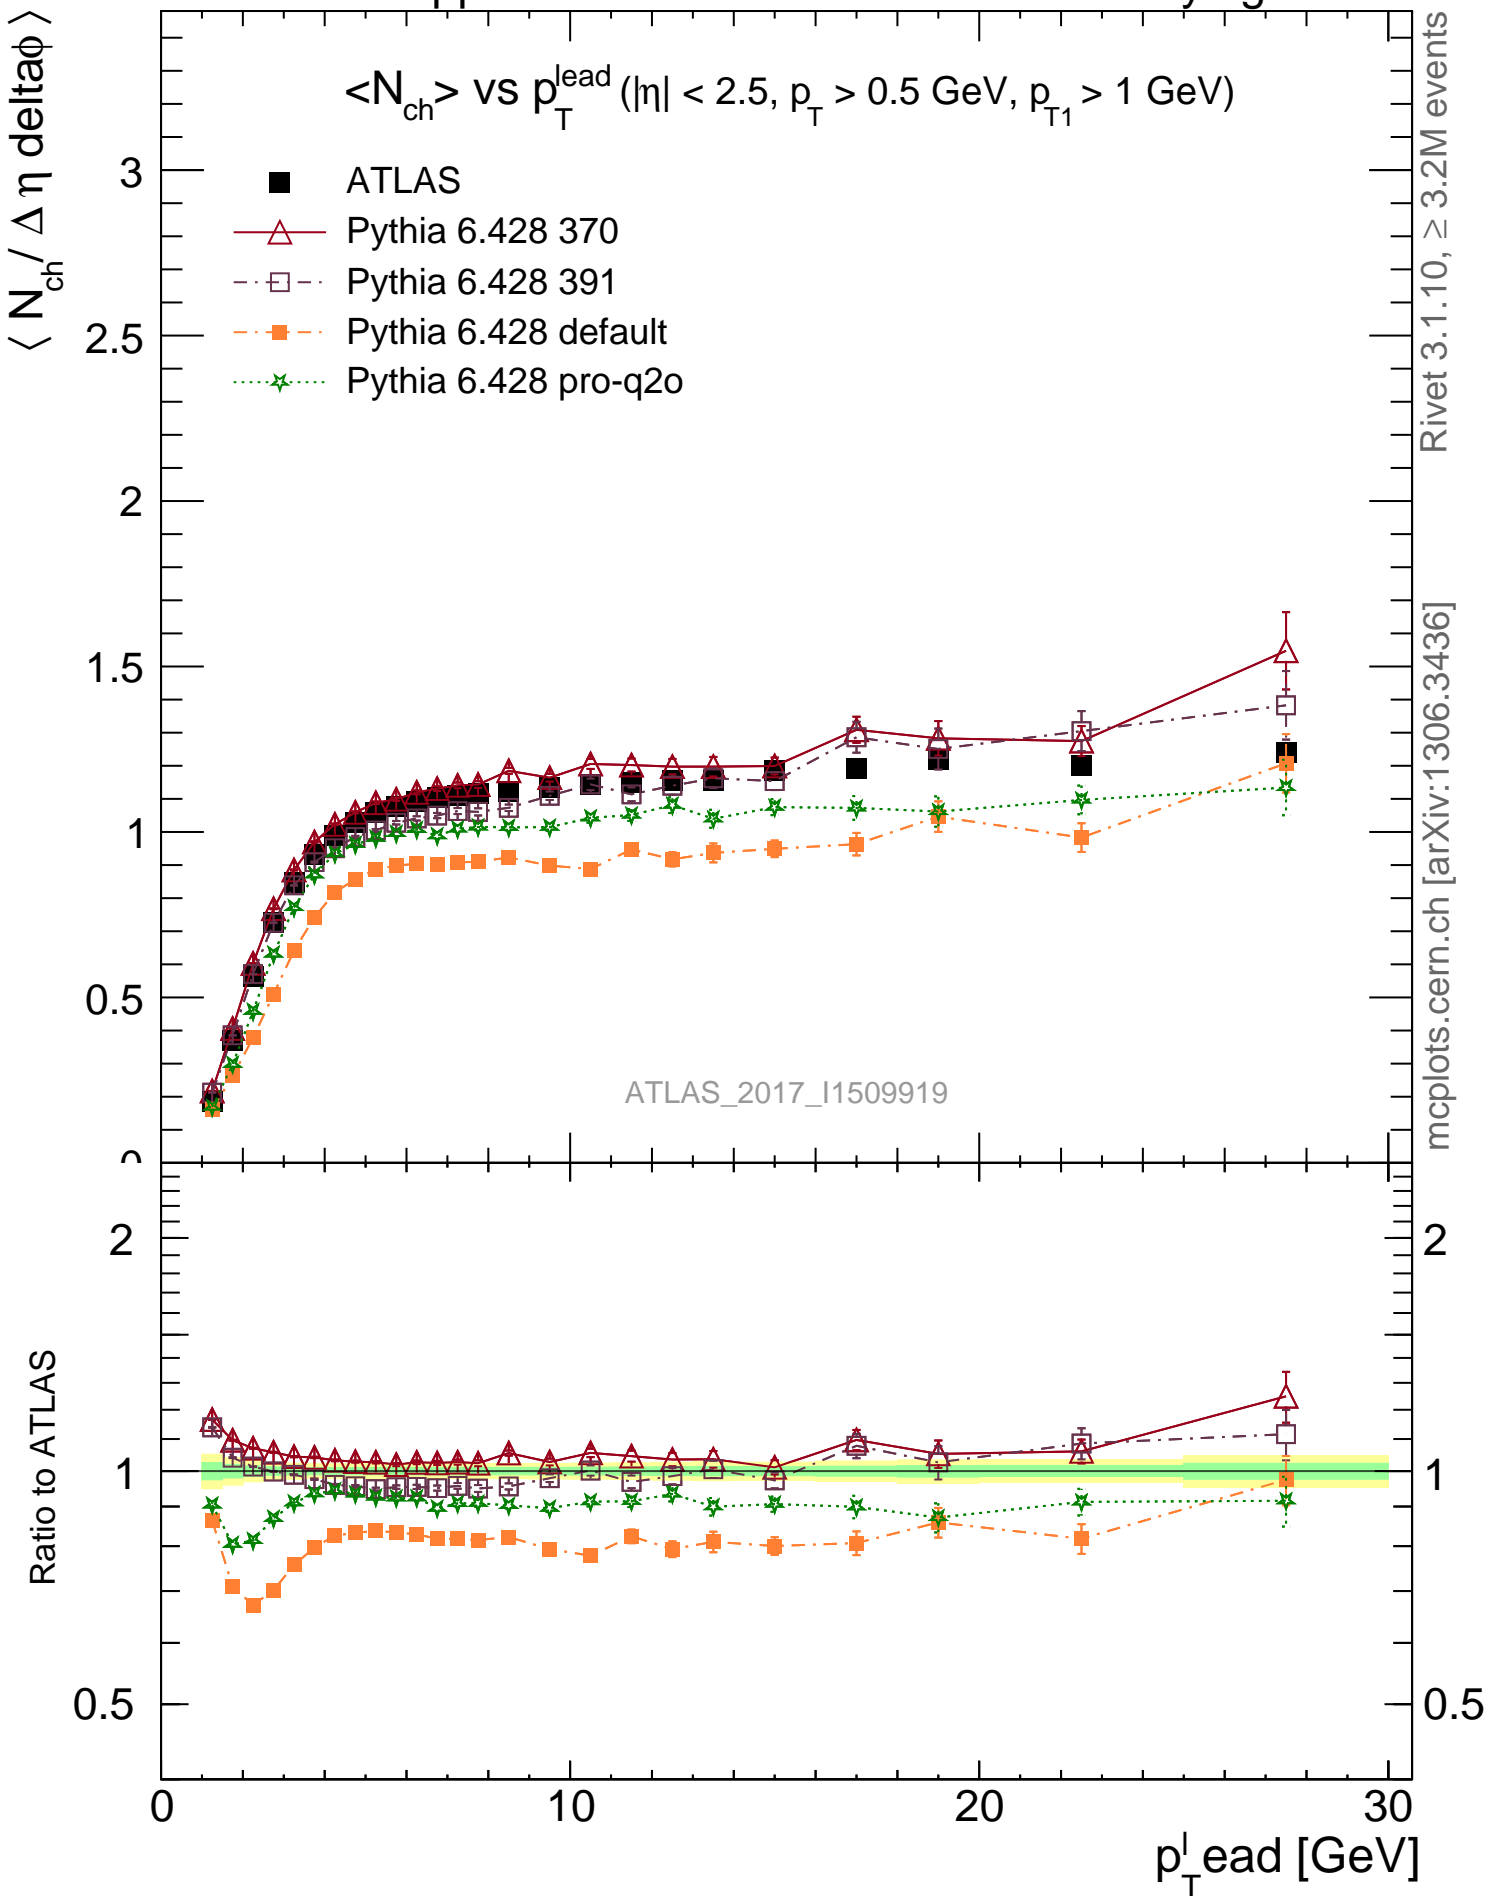 <N_ch> vs p_T^lead (|η| < 2.5, p_T > 0.5 GeV, p_T1 > 1 GeV)
⟨ N_ch / Δ η deltaφ ⟩
ATLAS
Pythia 6.428 370
Pythia 6.428 391
Pythia 6.428 default
Pythia 6.428 pro-q2o
3
2.5
2
1.5
1
0.5
0
ATLAS_2017_I1509919
Rivet 3.1.10, ≥ 3.2M events
mcplots.cern.ch [arXiv:1306.3436]
Ratio to ATLAS
2
1
0.5
2
1
0.5
0 10 20 30
p_T^lead [GeV]